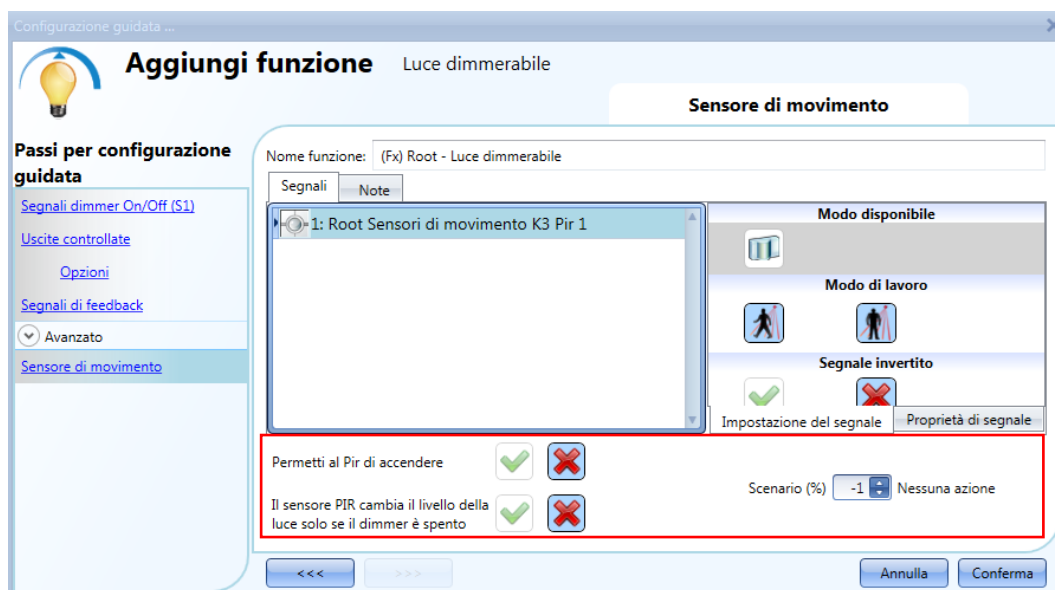 Configurazione guidata ...
Aggiungi funzione Luce dimmerabile
Sensore di movimento
Passi per configurazione
guidata
Segnali dimmer On/Off (S1)
Uscite controllate
Opzioni
Segnali di feedback
Avanzato
Sensore di movimento
Nome funzione: (Fx) Root - Luce dimmerabile
Segnali Note
1: Root Sensori di movimento K3 Pir 1
Modo disponibile
Modo di lavoro
Segnale invertito
Impostazione del segnale Proprietà di segnale
Permetti al Pir di accendere
Il sensore PIR cambia il livello della
luce solo se il dimmer è spento
Scenario (%) -1 Nessuna azione
<<< >>> Annulla Conferma